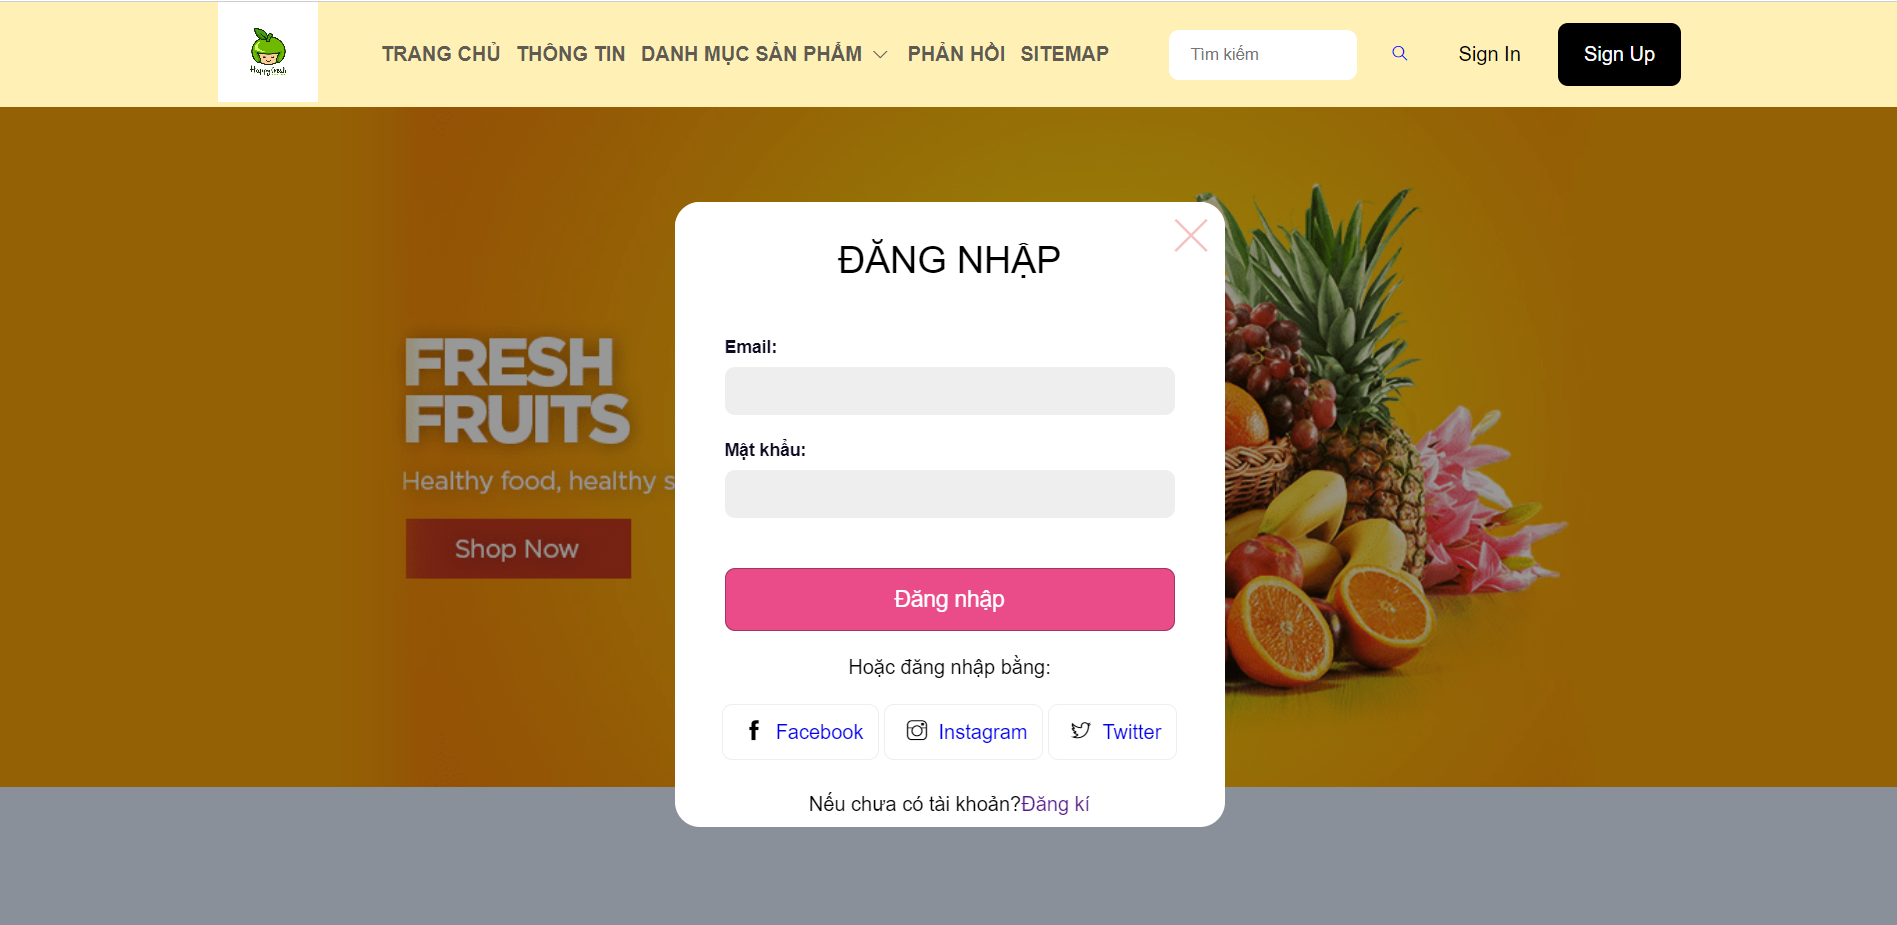 Happy Fresh
TRANG CHỦ THÔNG TIN DANH MỤC SẢN PHẨM PHẢN HỒI SITEMAP
Tìm kiếm
Sign In
Sign Up
FRESH
FRUITS
Healthy food, healthy s
Shop Now
ĐĂNG NHẬP
Email:
Mật khẩu:
Đăng nhập
Hoặc đăng nhập bằng:
Facebook Instagram Twitter
Nếu chưa có tài khoản?Đăng kí